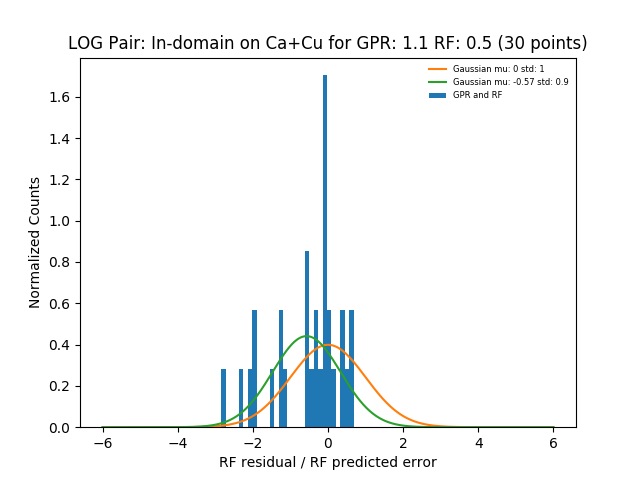 LOG Pair: In-domain on Ca+Cu for GPR: 1.1 RF: 0.5 (30 points)
Gaussian mu: 0 std: 1
Gaussian mu: -0.57 std: 0.9
GPR and RF
Normalized Counts
1.6
1.4
1.2
1.0
0.8
0.6
0.4
0.2
0.0
−6 −4 −2 0 2 4 6
RF residual / RF predicted error